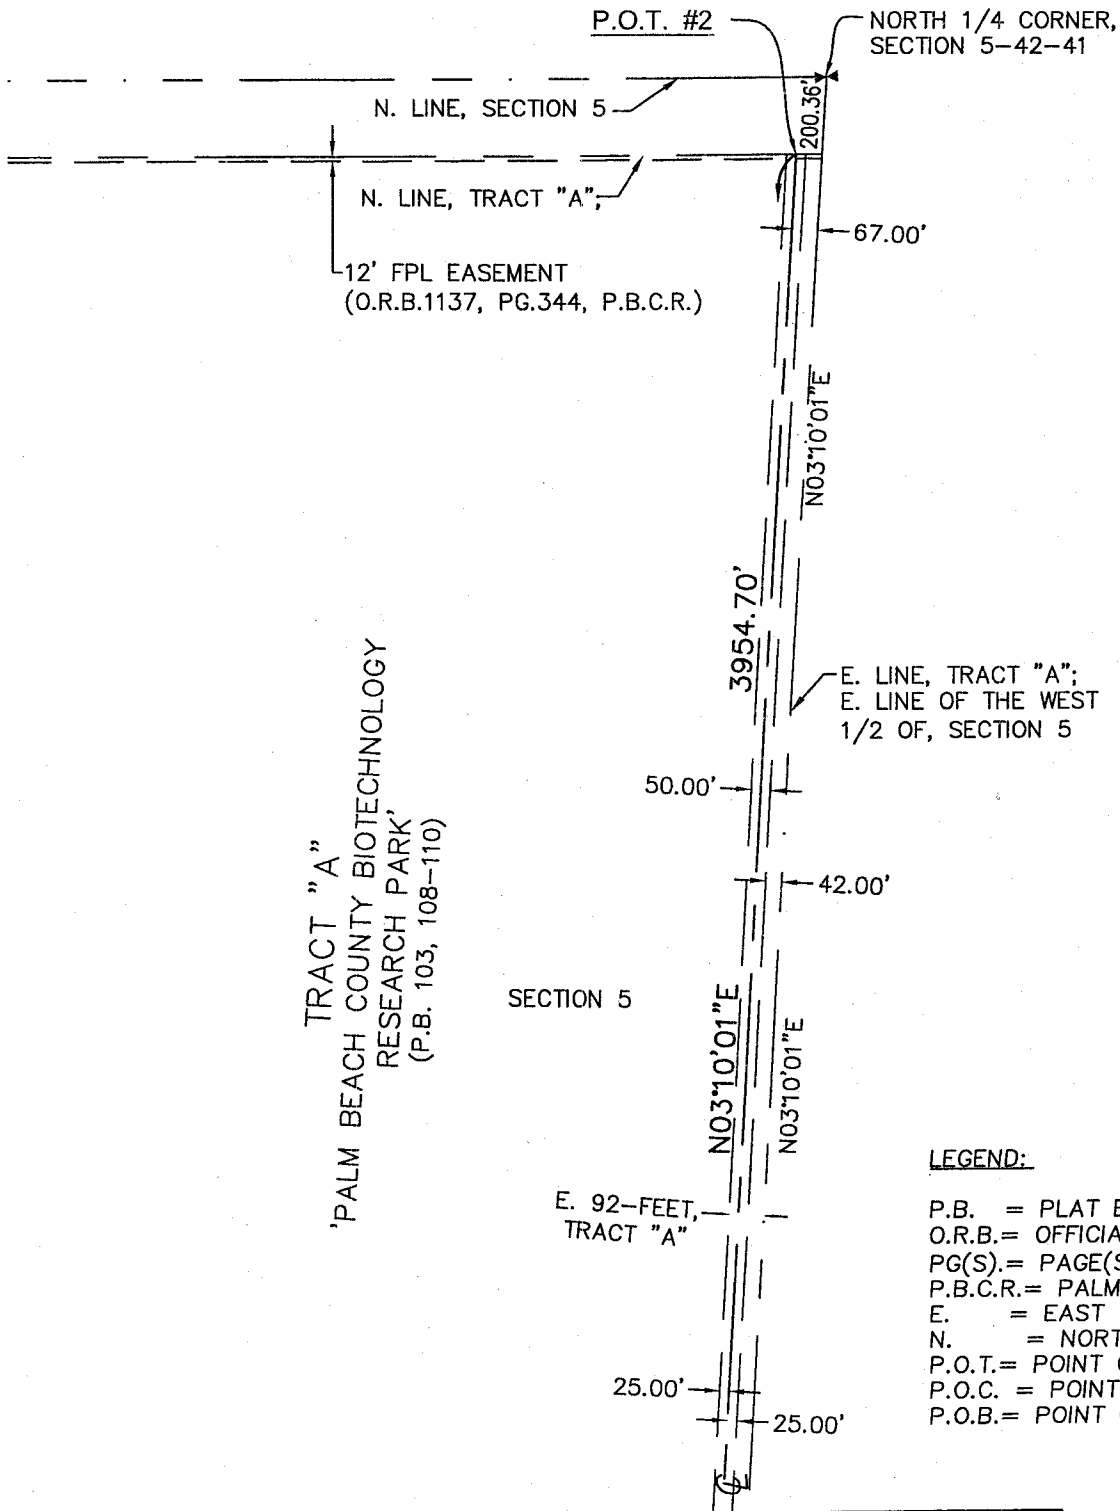 P.O.T. #2
NORTH 1/4 CORNER,
SECTION 5-42-41
N. LINE, SECTION 5
200.36'
N. LINE, TRACT "A";
67.00'
12' FPL EASEMENT
(O.R.B.1137, PG.344, P.B.C.R.)
N03°10'01"E
3954.70'
E. LINE, TRACT "A";
E. LINE OF THE WEST
1/2 OF, SECTION 5
50.00'
42.00'
TRACT "A"
'PALM BEACH COUNTY BIOTECHNOLOGY
RESEARCH PARK'
(P.B. 103, 108-110)
SECTION 5
N03°10'01"E
N03°10'01"E
E. 92-FEET,
TRACT "A"
25.00'
25.00'
LEGEND:
P.B. = PLAT
O.R.B.= OFFICIA
PG(S).= PAGE(S
P.B.C.R.= PALM
E. = EAST
N. = NORT
P.O.T.= POINT
P.O.C. = POINT
P.O.B.= POINT